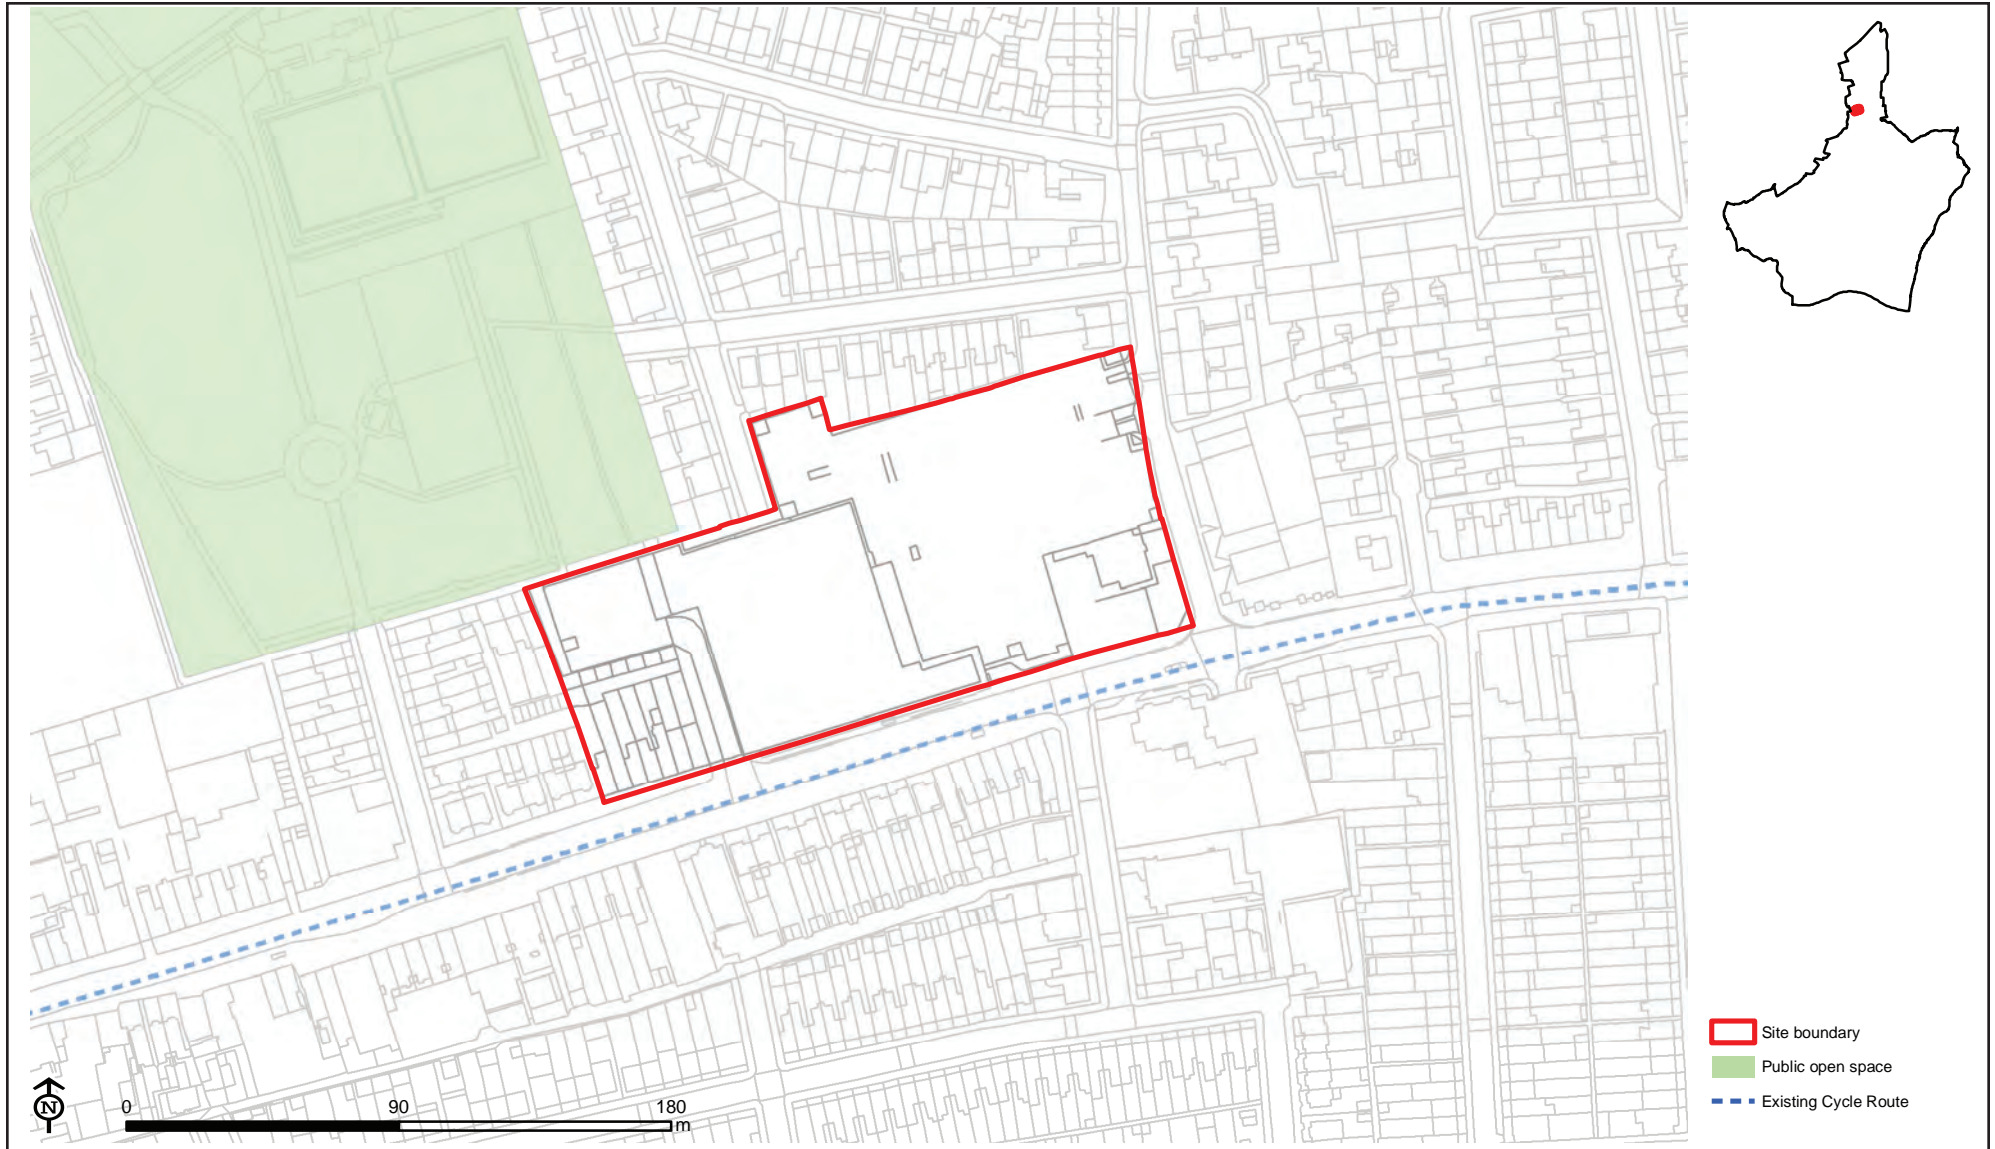 N
0 90 180
m
Site boundary
Public open space
Existing Cycle Route